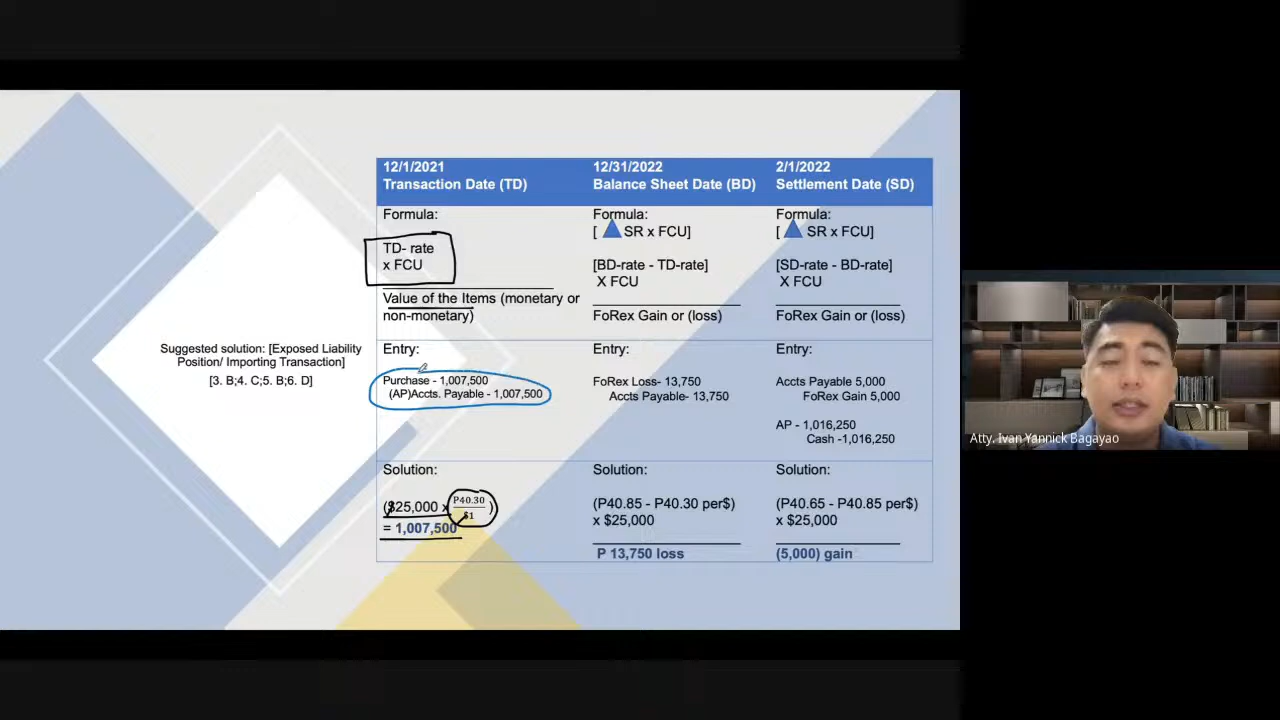 Suggested solution: [Exposed Liability
Position/ Importing Transaction]
[3. B;4. C;5. B;6. D]
12/1/2021
Transaction Date (TD)
12/31/2022
Balance Sheet Date (BD)
2/1/2022
Settlement Date (SD)
Formula:
TD- rate
x FCU
Value of the Items (monetary or
non-monetary)
Formula:
[ SR x FCU]
[BD-rate - TD-rate]
X FCU
FoRex Gain or (loss)
Formula:
[ SR x FCU]
[SD-rate - BD-rate]
X FCU
FoRex Gain or (loss)
Entry:
Purchase - 1,007,500
(AP)Accts. Payable - 1,007,500
Entry:
FoRex Loss- 13,750
Accts Payable- 13,750
Entry:
Accts Payable 5,000
FoRex Gain 5,000
AP - 1,016,250
Cash -1,016,250
Solution:
($25,000 x P40.30
$1 )
= 1,007,500
Solution:
(P40.85 - P40.30 per$)
x $25,000
P 13,750 loss
Solution:
(P40.65 - P40.85 per$)
x $25,000
(5,000) gain
Atty. Ivan Yannick Bagayao